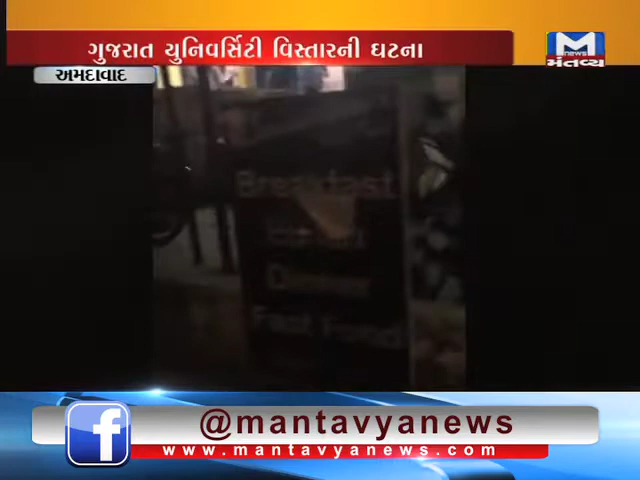 ગુજરાત યુનિવર્સિટી વિસ્તારની ઘટના
M
news
મંતવ્ય
અમદાવાદ
Breakfast
Dinner
Fast Food
@mantavyanews
www.mantavyanews.com